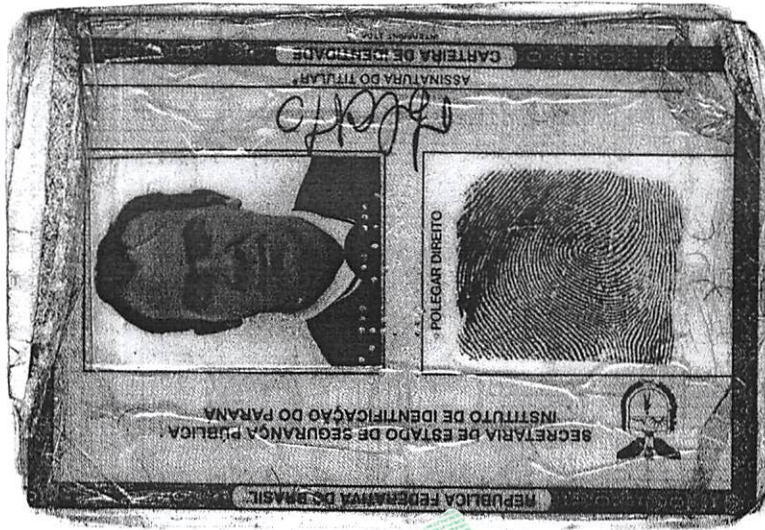 REPÚBLICA FEDERATIVA DO BRASIL
SECRETARIA DE ESTADO DE SEGURANÇA PÚBLICA
INSTITUTO DE IDENTIFICAÇÃO DO PARANÁ
POLEGAR DIREITO
ASSINATURA DO TITULAR
CARTEIRA DE IDENTIDADE